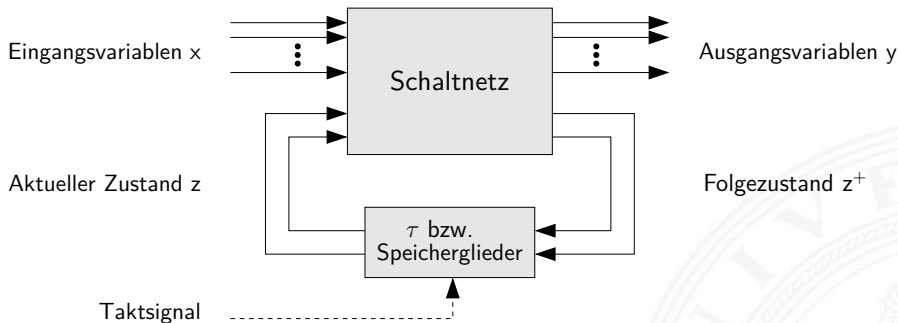 Eingangsvariablen x
Schaltnetz
Ausgangsvariablen y
Aktueller Zustand z
Folgezustand z⁺
τ bzw.
Speicherglieder
Taktsignal